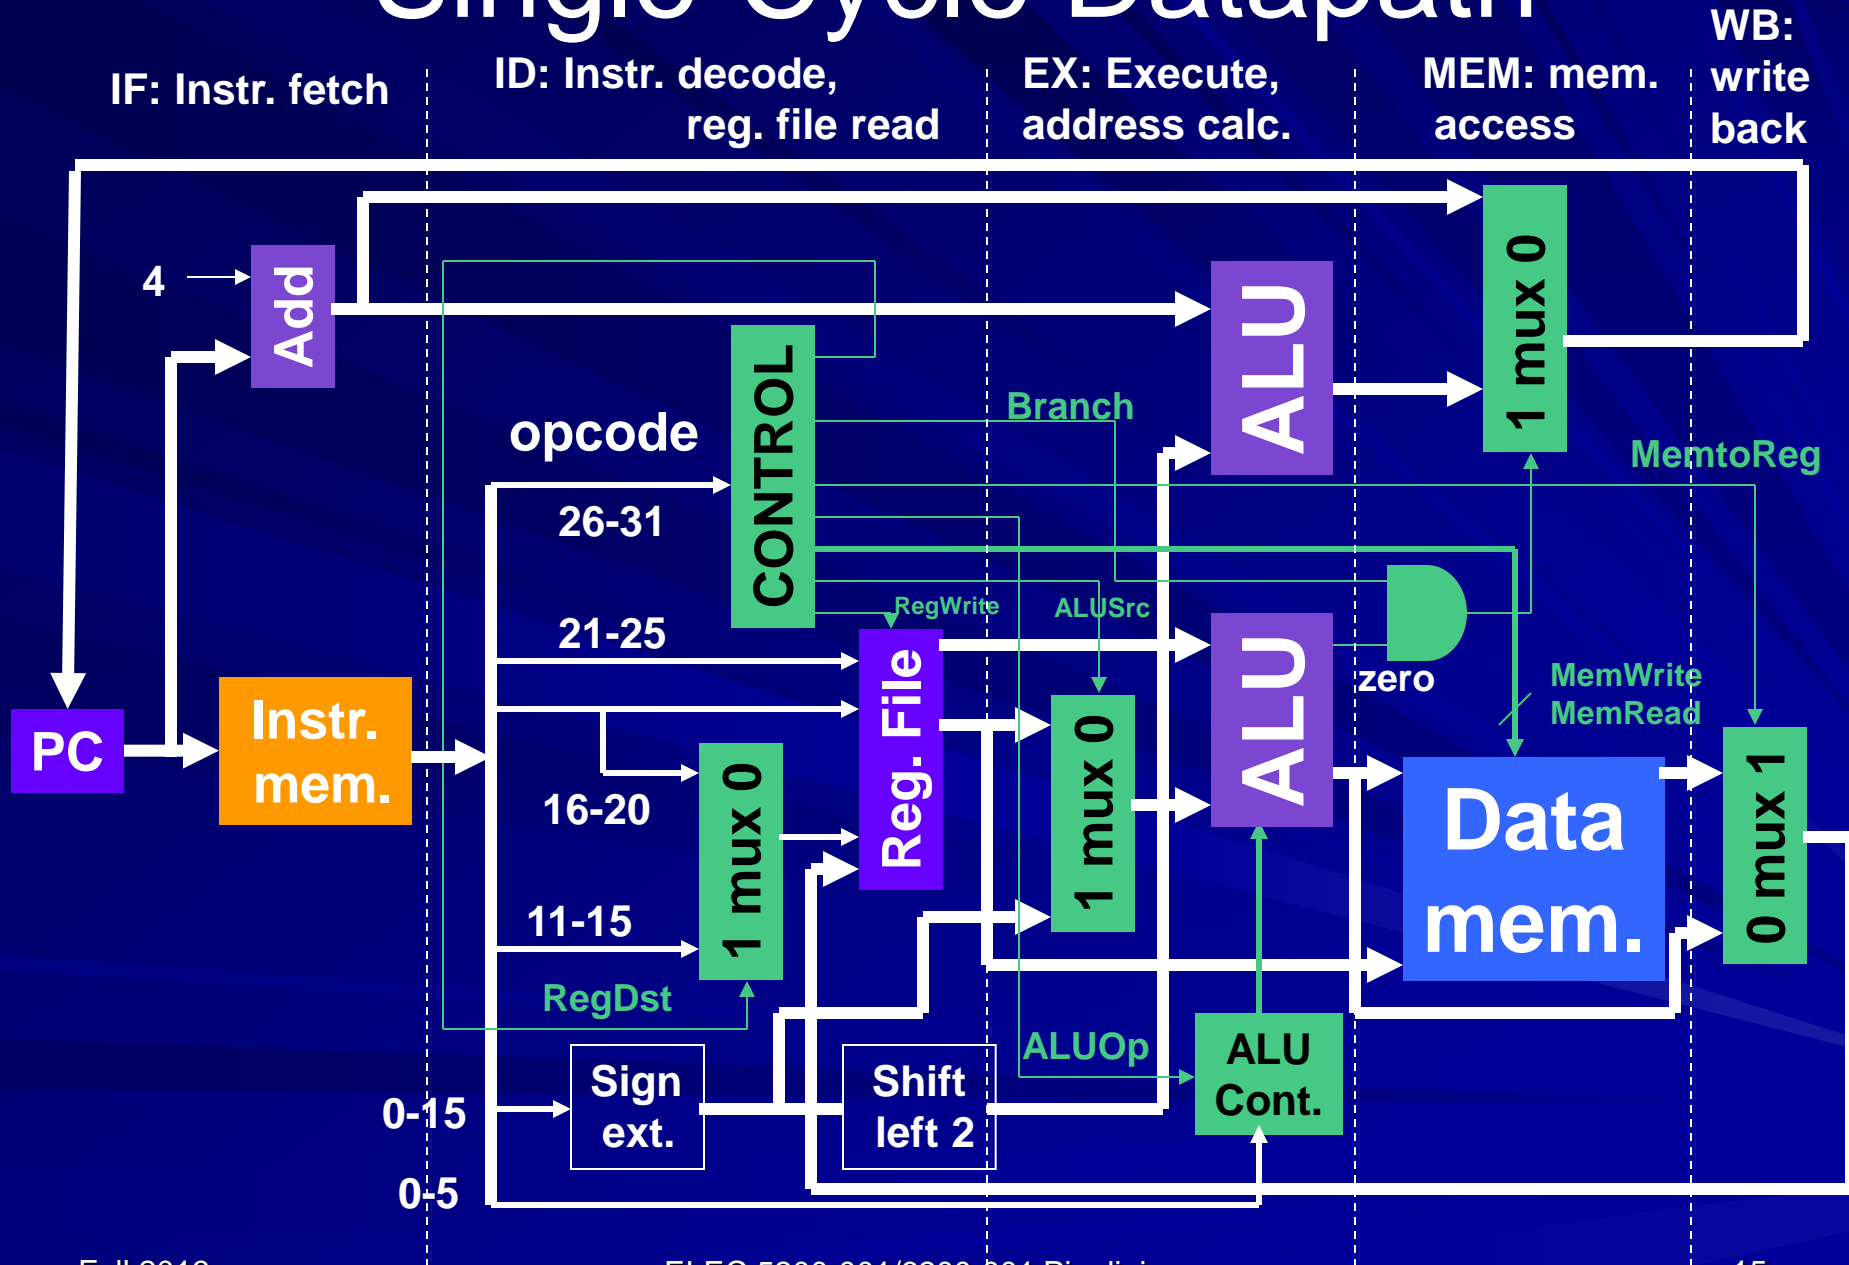 Single Cycle Datapath
IF: Instr. fetch
ID: Instr. decode,
reg. file read
EX: Execute,
address calc.
MEM: mem.
access
WB:
write
back
4
Add
ALU
1 mux 0
CONTROL
opcode
26-31
Branch
MemtoReg
21-25
RegWrite
ALUSrc
zero
MemWrite
MemRead
PC
Instr.
mem.
Reg. File
1 mux 0
ALU
16-20
1 mux 0
11-15
Data
mem.
0 mux 1
RegDst
ALUOp
ALU
Cont.
Sign
ext.
Shift
left 2
0-15
0-5